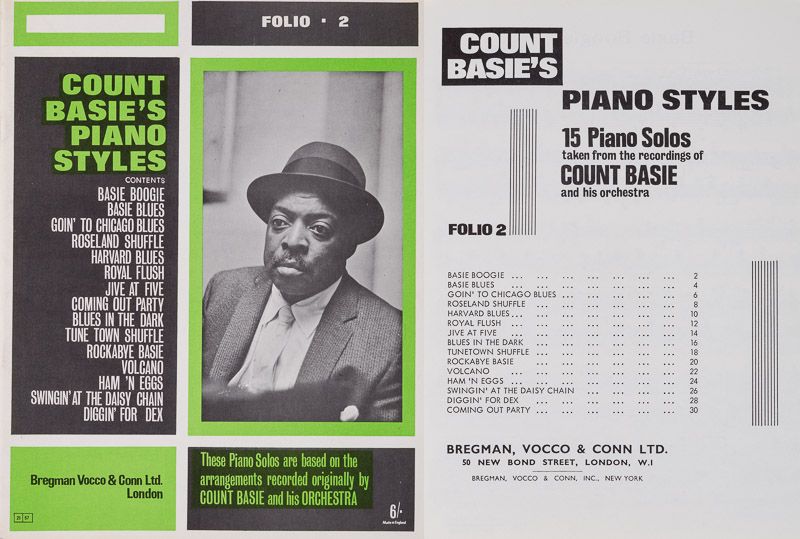 FOLIO · 2
COUNT
BASIE'S
PIANO
STYLES
CONTENTS
BASIE BOOGIE
BASIE BLUES
GOIN' TO CHICAGO BLUES
ROSELAND SHUFFLE
HARVARD BLUES
ROYAL FLUSH
JIVE AT FIVE
COMING OUT PARTY
BLUES IN THE DARK
TUNE TOWN SHUFFLE
ROCKABYE BASIE
VOLCANO
HAM 'N EGGS
SWINGIN' AT THE DAISY CHAIN
DIGGIN' FOR DEX
Bregman Vocco & Conn Ltd.
London
21 57
These Piano Solos are based on the
arrangements recorded originally by
COUNT BASIE and his ORCHESTRA
6/-
Made in England
COUNT
BASIE'S
PIANO STYLES
15 Piano Solos
taken from the recordings of
COUNT BASIE
and his orchestra
FOLIO 2
BASIE BOOGIE ... ... ... ... ... ... ... 2
BASIE BLUES ... ... ... ... ... ... ... 4
GOIN' TO CHICAGO BLUES ... ... ... ... ... 6
ROSELAND SHUFFLE ... ... ... ... ... ... 8
HARVARD BLUES ... ... ... ... ... ... ... 10
ROYAL FLUSH ... ... ... ... ... ... ... 12
JIVE AT FIVE ... ... ... ... ... ... ... 14
BLUES IN THE DARK ... ... ... ... ... ... 16
TUNETOWN SHUFFLE ... ... ... ... ... ... 18
ROCKABYE BASIE ... ... ... ... ... ... 20
VOLCANO ... ... ... ... ... ... ... 22
HAM 'N EGGS ... ... ... ... ... ... ... 24
SWINGIN' AT THE DAISY CHAIN ... ... ... ... 26
DIGGIN' FOR DEX ... ... ... ... ... ... 28
COMING OUT PARTY ... ... ... ... ... ... 30
BREGMAN, VOCCO & CONN LTD.
50 NEW BOND STREET, LONDON, W.I
BREGMAN, VOCCO & CONN, INC., NEW YORK